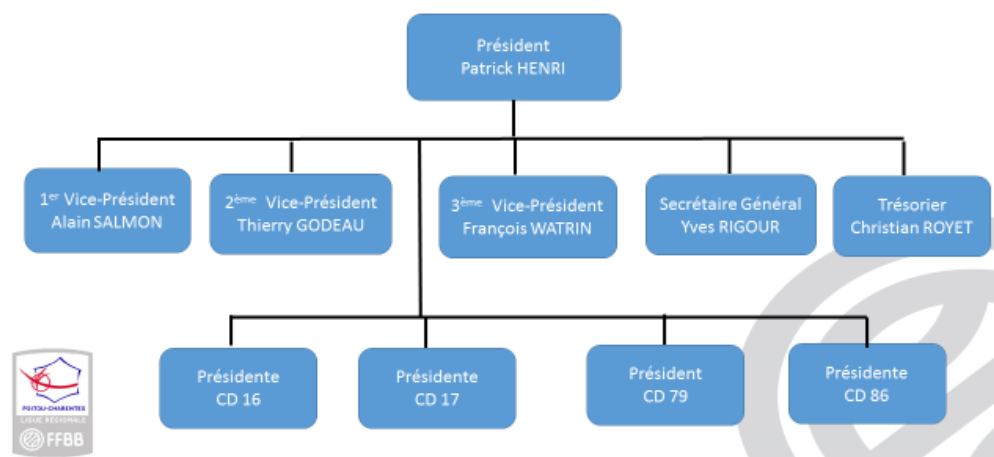 Président
Patrick HENRI
1er Vice-Président
Alain SALMON
2ème Vice-Président
Thierry GODEAU
3ème Vice-Président
François WATRIN
Secrétaire Général
Yves RIGOUR
Trésorier
Christian ROYET
Présidente
CD 16
Présidente
CD 17
Président
CD 79
Présidente
CD 86
POITOU-CHARENTES
LIGUE RÉGIONALE
FFBB